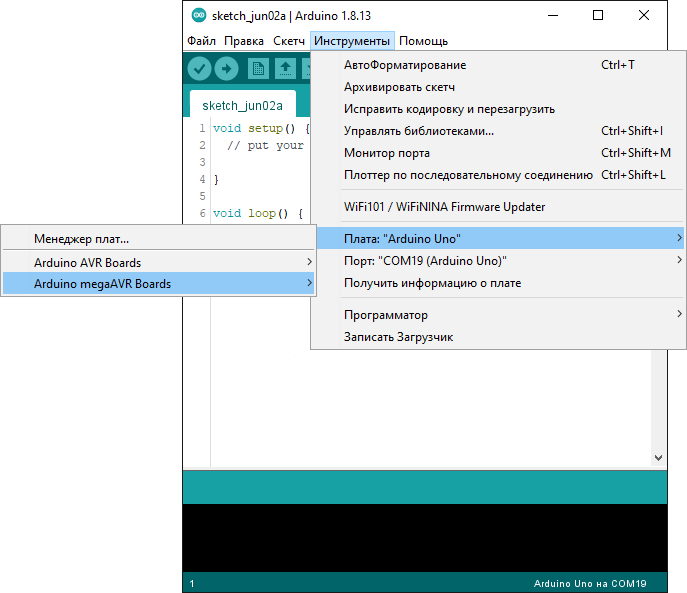 sketch_jun02a | Arduino 1.8.13
Файл Правка Скетч Инструменты Помощь
sketch_jun02a
1 void setup() {
2 // put your
3
4 }
5
6 void loop() {
АвтоФорматирование Ctrl+T
Архивировать скетч
Исправить кодировку и перезагрузить
Управлять библиотеками... Ctrl+Shift+I
Монитор порта Ctrl+Shift+M
Плоттер по последовательному соединению Ctrl+Shift+L
WiFi101 / WiFiNINA Firmware Updater
Плата: "Arduino Uno"
Порт: "COM19 (Arduino Uno)"
Получить информацию о плате
Программатор
Записать Загрузчик
Менеджер плат...
Arduino AVR Boards
Arduino megaAVR Boards
1 Arduino Uno на COM19